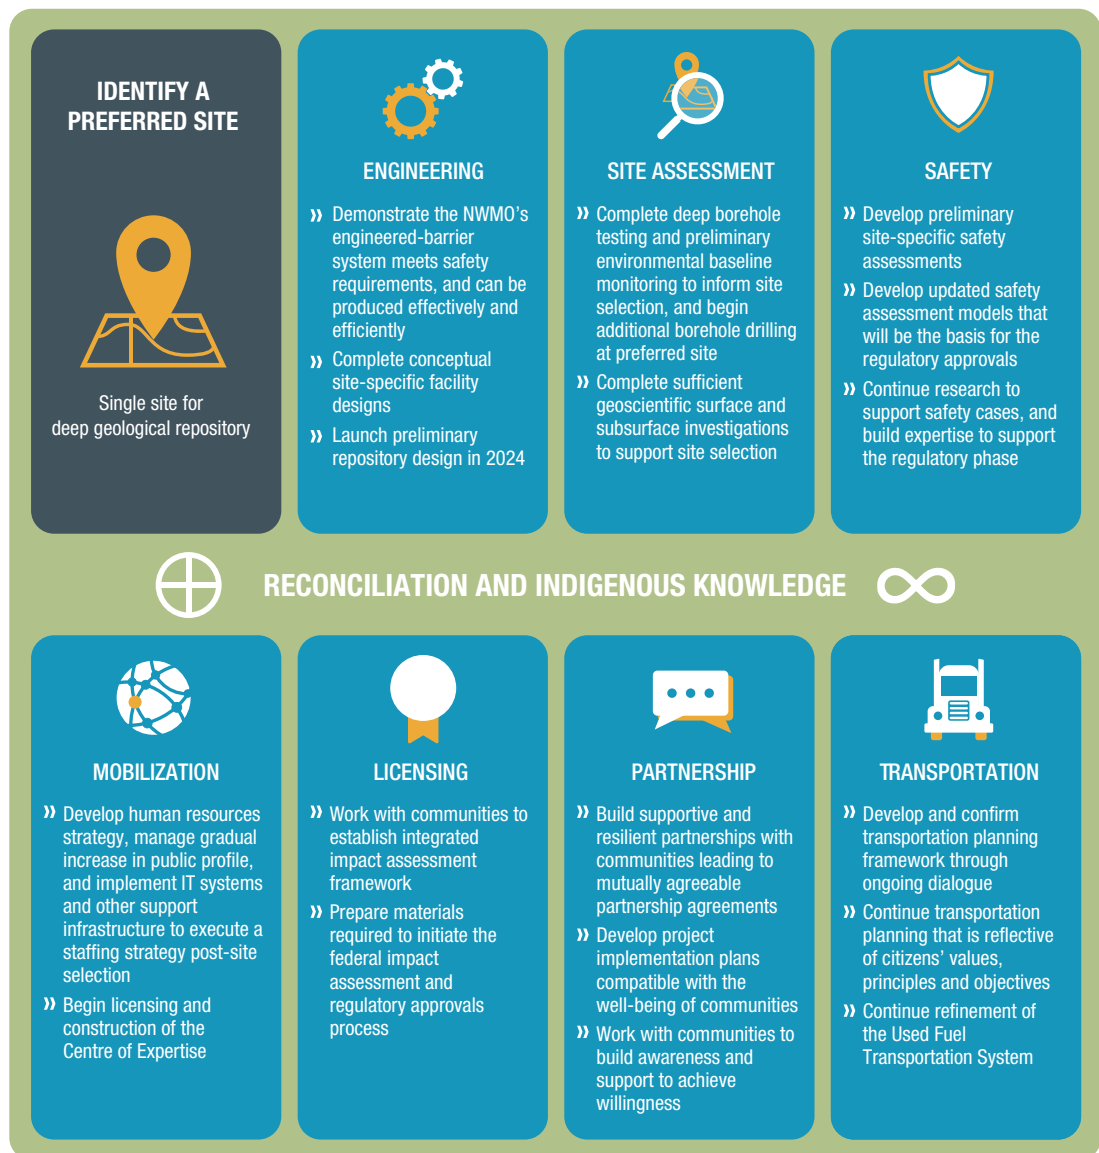 IDENTIFY A
PREFERRED SITE
Single site for
deep geological repository
ENGINEERING
» Demonstrate the NWMO's
engineered-barrier
system meets safety
requirements, and can be
produced effectively and
efficiently
» Complete conceptual
site-specific facility
designs
» Launch preliminary
repository design in 2024
SITE ASSESSMENT
» Complete deep borehole
testing and preliminary
environmental baseline
monitoring to inform site
selection, and begin
additional borehole drilling
at preferred site
» Complete sufficient
geoscientific surface and
subsurface investigations
to support site selection
SAFETY
» Develop preliminary
site-specific safety
assessments
» Develop updated safety
assessment models that
will be the basis for the
regulatory approvals
» Continue research to
support safety cases, and
build expertise to support
the regulatory phase
RECONCILIATION AND INDIGENOUS KNOWLEDGE
MOBILIZATION
» Develop human resources
strategy, manage gradual
increase in public profile,
and implement IT systems
and other support
infrastructure to execute a
staffing strategy post-site
selection
» Begin licensing and
construction of the
Centre of Expertise
LICENSING
» Work with communities to
establish integrated
impact assessment
framework
» Prepare materials
required to initiate the
federal impact
assessment and
regulatory approvals
process
PARTNERSHIP
» Build supportive and
resilient partnerships with
communities leading to
mutually agreeable
partnership agreements
» Develop project
implementation plans
compatible with the
well-being of communities
» Work with communities to
build awareness and
support to achieve
willingness
TRANSPORTATION
» Develop and confirm
transportation planning
framework through
ongoing dialogue
» Continue transportation
planning that is reflective
of citizens' values,
principles and objectives
» Continue refinement of
the Used Fuel
Transportation System